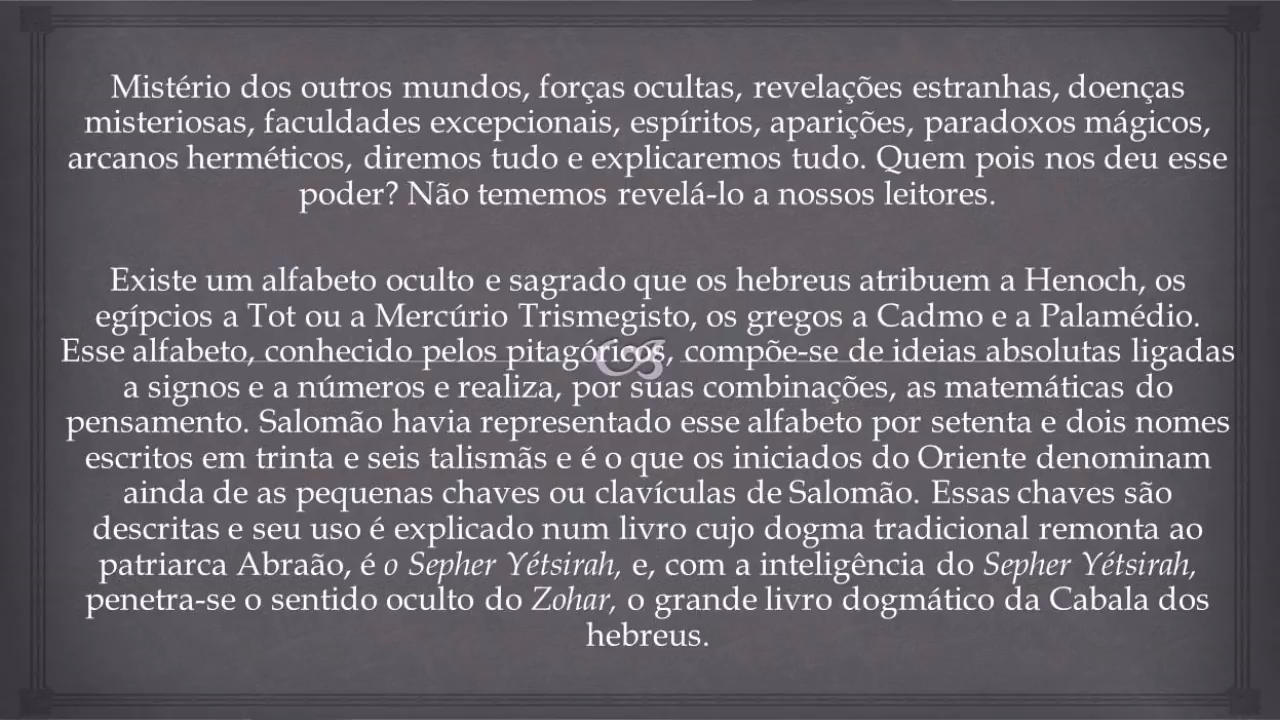 Mistério dos outros mundos, forças ocultas, revelações estranhas, doenças
misteriosas, faculdades excepcionais, espíritos, aparições, paradoxos mágicos,
arcanos herméticos, diremos tudo e explicaremos tudo. Quem pois nos deu esse
poder? Não tememos revelá-lo a nossos leitores.
Existe um alfabeto oculto e sagrado que os hebreus atribuem a Henoch, os
egípcios a Tot ou a Mercúrio Trismegisto, os gregos a Cadmo e a Palamédio.
Esse alfabeto, conhecido pelos pitagóricos, compõe-se de ideias absolutas ligadas
a signos e a números e realiza, por suas combinações, as matemáticas do
pensamento. Salomão havia representado esse alfabeto por setenta e dois nomes
escritos em trinta e seis talismãs e é o que os iniciados do Oriente denominam
ainda de as pequenas chaves ou clavículas de Salomão. Essas chaves são
descritas e seu uso é explicado num livro cujo dogma tradicional remonta ao
patriarca Abraão, é o Sepher Yétsirah, e, com a inteligência do Sepher Yétsirah,
penetra-se o sentido oculto do Zohar, o grande livro dogmático da Cabala dos
hebreus.